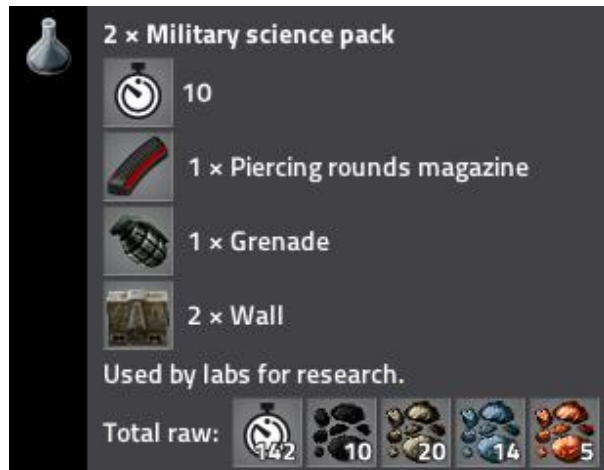 2 × Military science pack
10
1 × Piercing rounds magazine
1 × Grenade
2 × Wall
Used by labs for research.
Total raw: 142 10 20 14 5